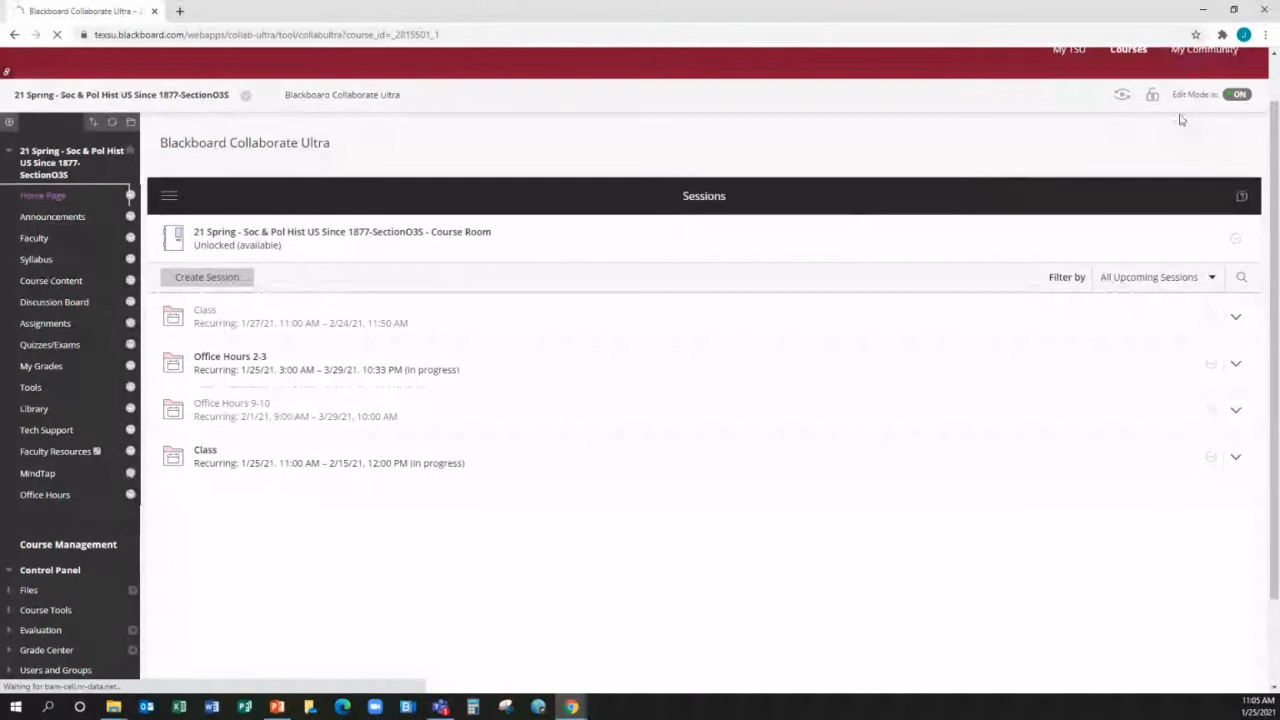 Blackboard Collaborate Ultra –
texsu.blackboard.com/webapps/collab-ultra/tool/collabultra?course_id=_2815501_1
My TSU Courses My Community
21 Spring - Soc & Pol Hist US Since 1877-SectionO3S Blackboard Collaborate Ultra Edit Mode is: ON
21 Spring - Soc & Pol Hist
US Since 1877-
SectionO3S
Home Page
Announcements
Faculty
Syllabus
Course Content
Discussion Board
Assignments
Quizzes/Exams
My Grades
Tools
Library
Tech Support
Faculty Resources
MindTap
Office Hours
Course Management
Control Panel
Files
Course Tools
Evaluation
Grade Center
Users and Groups
Blackboard Collaborate Ultra
Sessions
21 Spring - Soc & Pol Hist US Since 1877-SectionO3S - Course Room
Unlocked (available)
Create Session
Filter by All Upcoming Sessions
Class
Recurring: 1/27/21, 11:00 AM – 2/24/21, 11:50 AM
Office Hours 2-3
Recurring: 1/25/21, 3:00 AM – 3/29/21, 10:33 PM (in progress)
Office Hours 9-10
Recurring: 2/1/21, 9:00 AM – 3/29/21, 10:00 AM
Class
Recurring: 1/25/21, 11:00 AM – 2/15/21, 12:00 PM (in progress)
Waiting for bam-cell.nr-data.net...
11:05 AM
1/25/2021